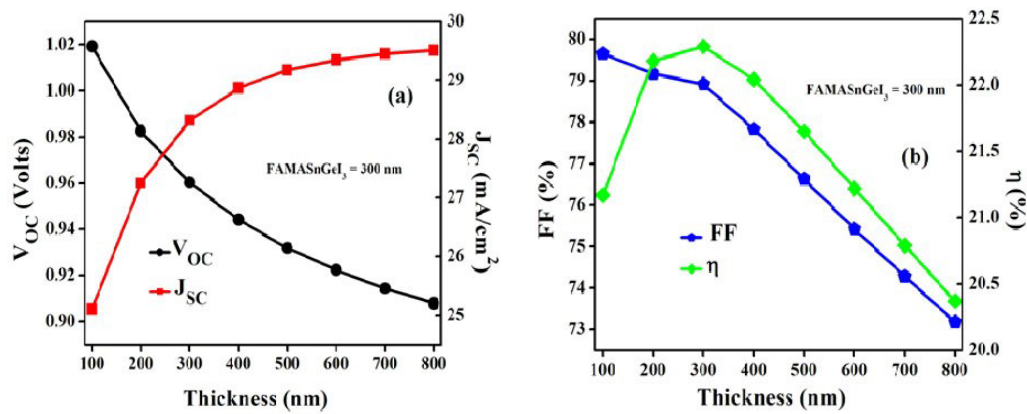 1.02
1.00
0.98
0.96
0.94
0.92
0.90
V_OC (Volts)
30
29
28
27
26
25
J_SC (mA/cm²)
(a)
FAMASnGeI₃ = 300 nm
V_OC
J_SC
100 200 300 400 500 600 700 800
Thickness (nm)
80
79
78
77
76
75
74
73
FF (%)
22.5
22.0
21.5
21.0
20.5
20.0
η (%)
FAMASnGeI₃ = 300 nm
(b)
FF
η
100 200 300 400 500 600 700 800
Thickness (nm)